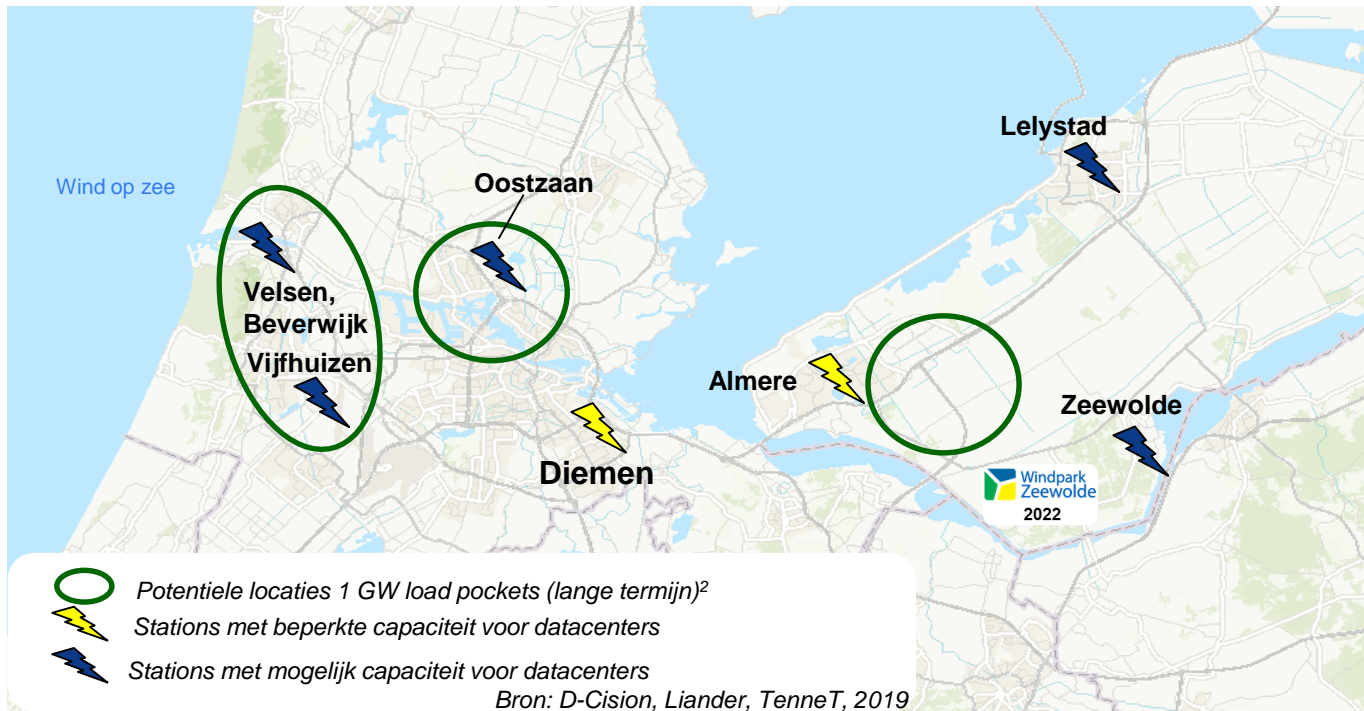 Lelystad
Oostzaan
Wind op zee
Velsen,
Beverwijk
Vijfhuizen
Almere
Zeewolde
Diemen
Windpark
Zeewolde
2022
Potentiele locaties 1 GW load pockets (lange termijn)²
Stations met beperkte capaciteit voor datacenters
Stations met mogelijk capaciteit voor datacenters
Bron: D-Cision, Liander, TenneT, 2019